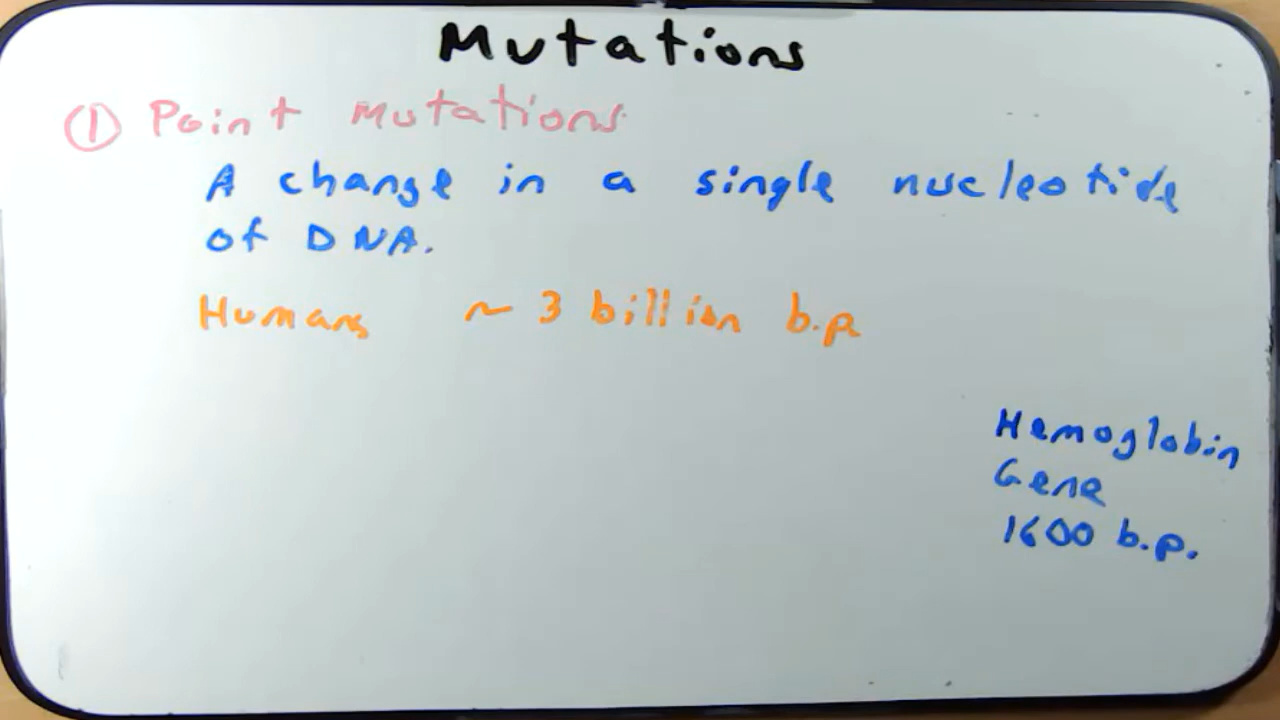 Mutations
① Point Mutations
A change in a single nucleotide
of DNA.
Humans ~ 3 billion b.p
Hemoglobin
Gene
1600 b.p.